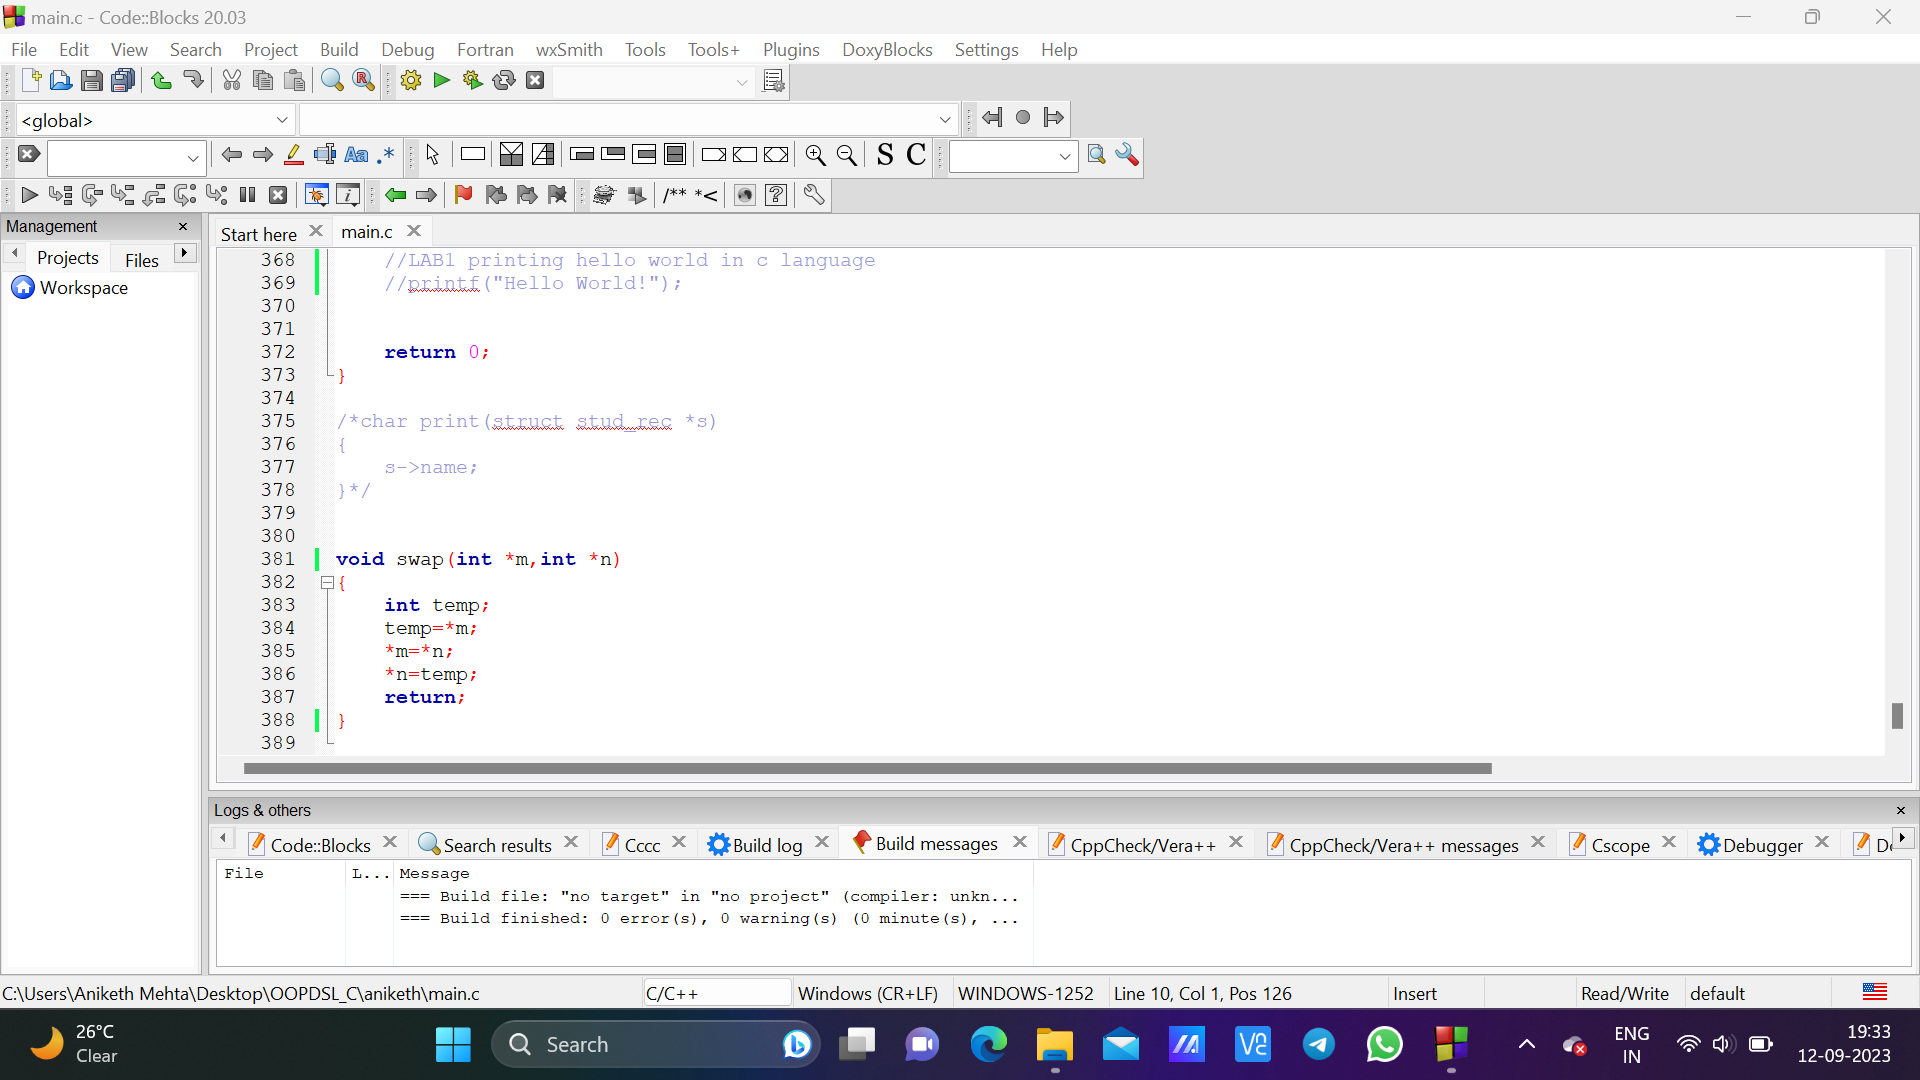 main.c - Code::Blocks 20.03
File Edit View Search Project Build Debug Fortran wxSmith Tools Tools+ Plugins DoxyBlocks Settings Help
<global>
Aa .* S C
/** *<
Management
Start here main.c
Projects Files
Workspace
368 //LAB1 printing hello world in c language
369 //printf("Hello World!");
370
371
372 return 0;
373 }
374
375 /*char print(struct stud_rec *s)
376 {
377 s->name;
378 }*/
379
380
381 void swap(int *m,int *n)
382 {
383 int temp;
384 temp=*m;
385 *m=*n;
386 *n=temp;
387 return;
388 }
389
Logs & others
Code::Blocks Search results Cccc Build log Build messages CppCheck/Vera++ CppCheck/Vera++ messages Cscope Debugger D
File L... Message
=== Build file: "no target" in "no project" (compiler: unkn...
=== Build finished: 0 error(s), 0 warning(s) (0 minute(s), ...
C:\Users\Aniketh Mehta\Desktop\OOPDSL_C\aniketh\main.c C/C++ Windows (CR+LF) WINDOWS-1252 Line 10, Col 1, Pos 126 Insert Read/Write default
26°C
Clear
Search
ENG
IN
19:33
12-09-2023